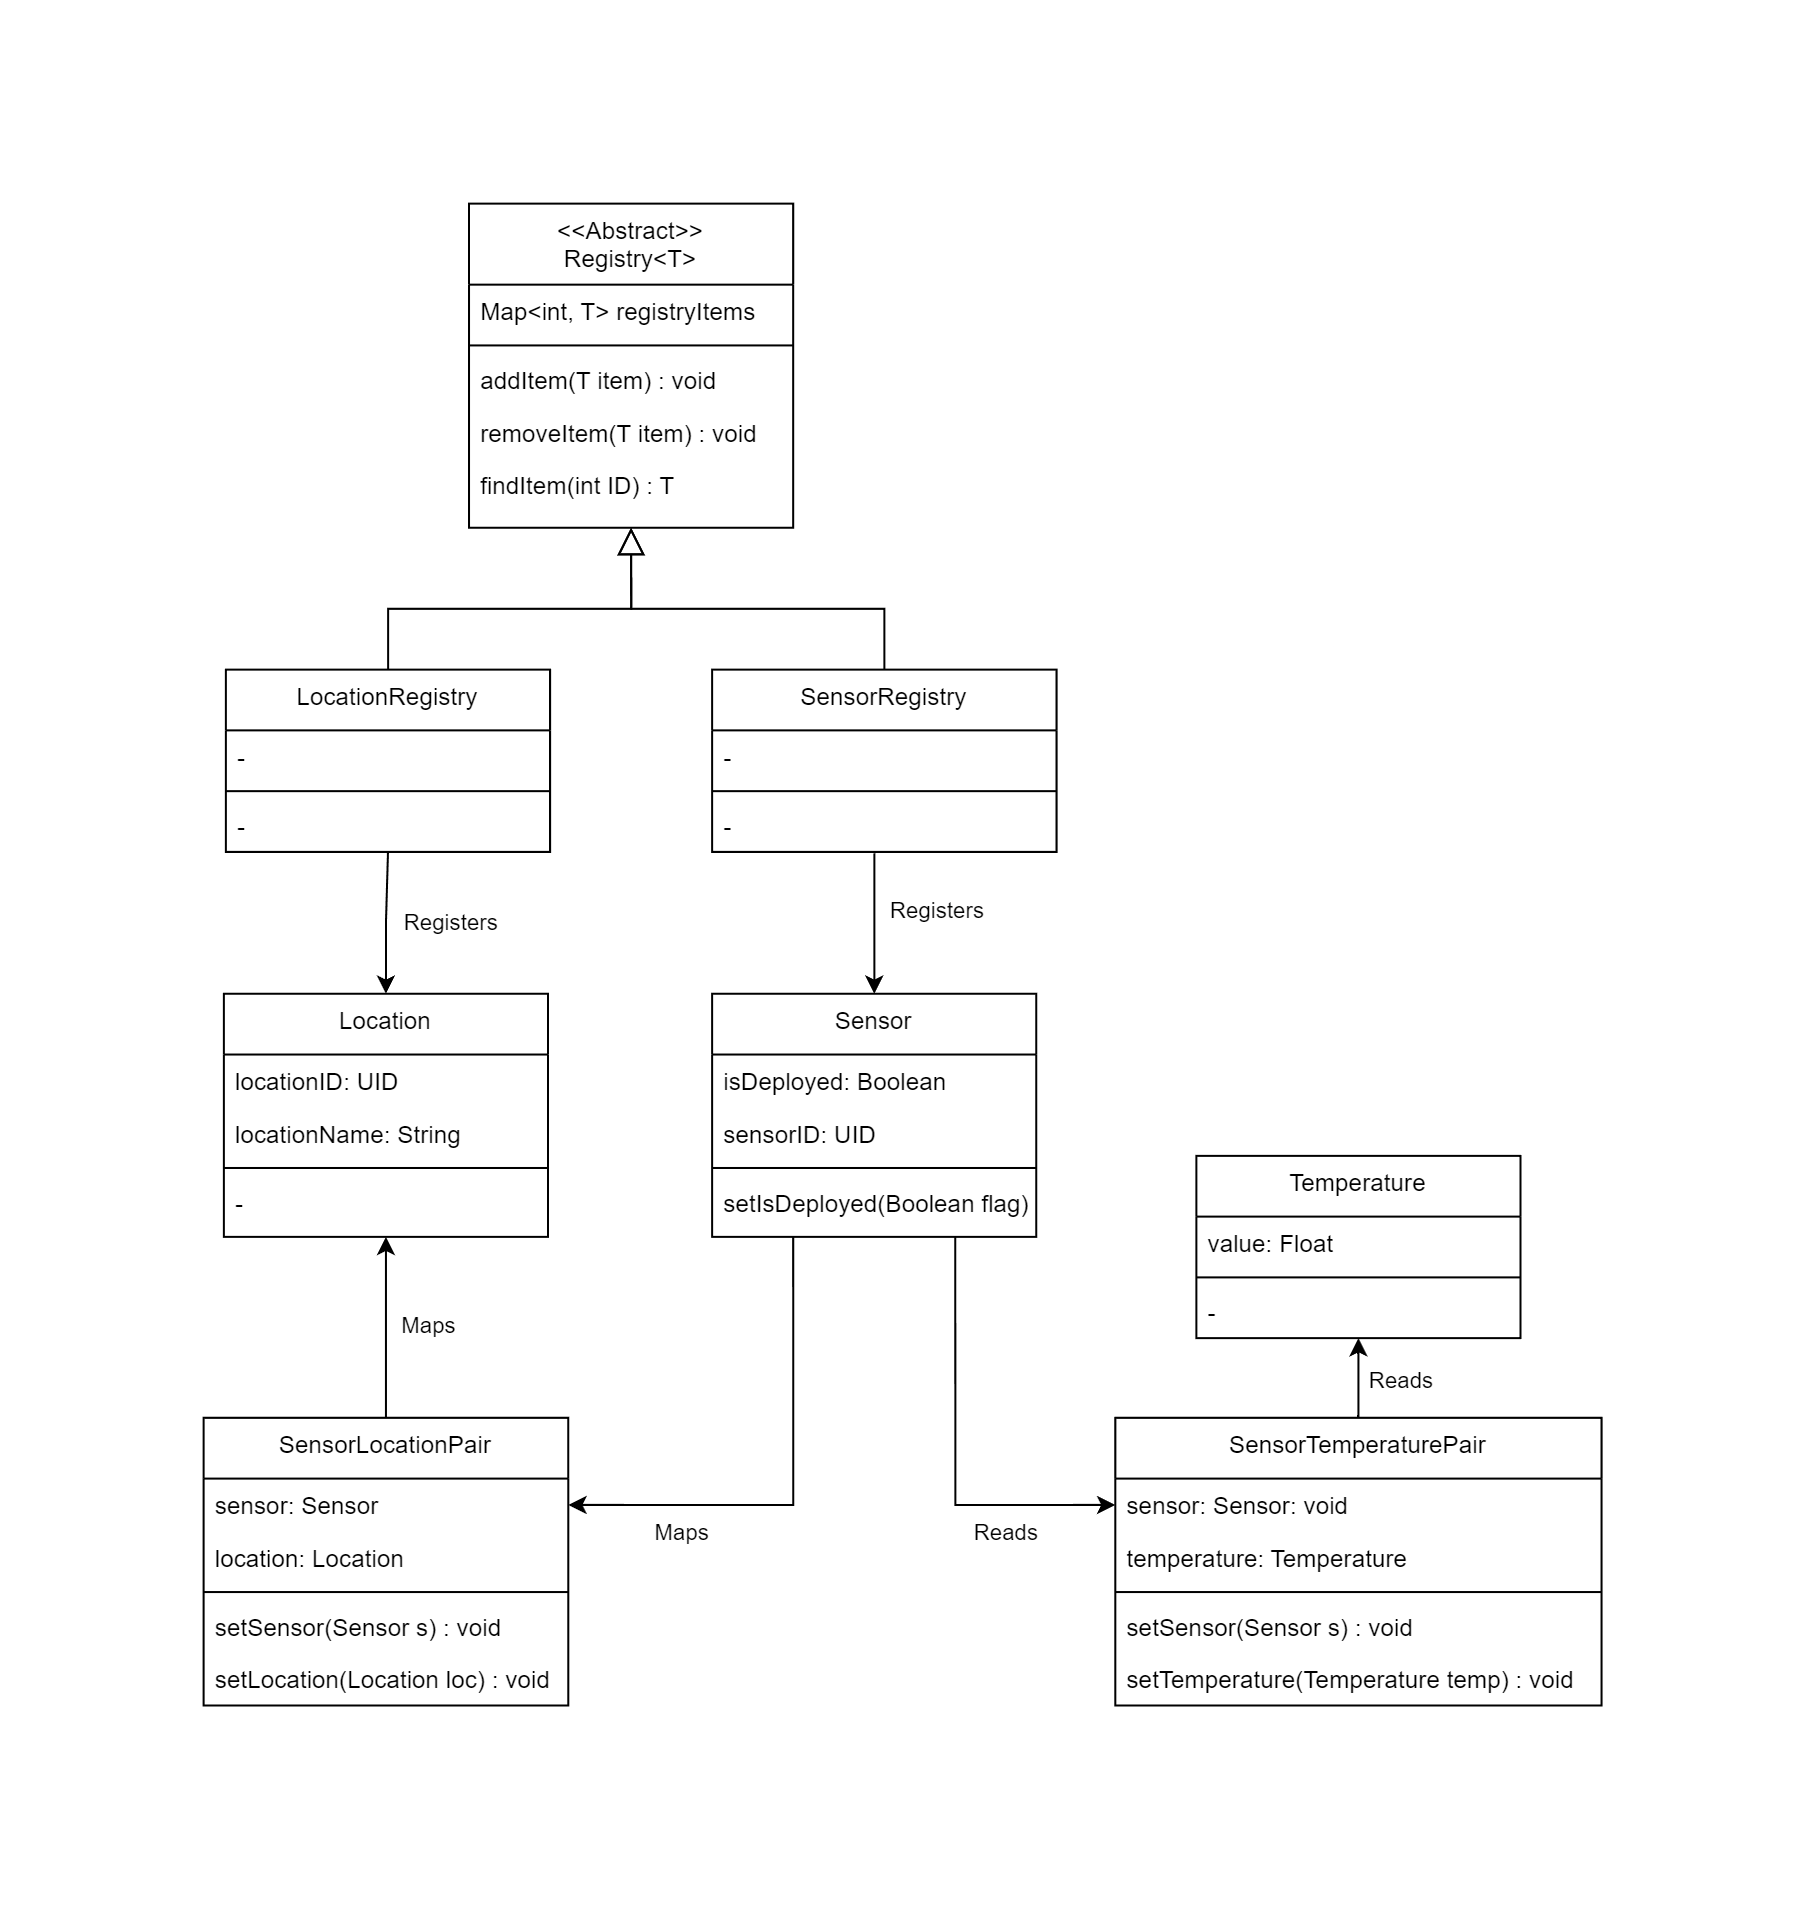 <<Abstract>>
Registry<T>
Map<int, T> registryItems
addItem(T item) : void
removeItem(T item) : void
findItem(int ID) : T
LocationRegistry
-
-
SensorRegistry
-
-
Registers
Registers
Location
locationID: UID
locationName: String
-
Sensor
isDeployed: Boolean
sensorID: UID
setIsDeployed(Boolean flag)
Temperature
value: Float
-
Maps
Reads
SensorLocationPair
sensor: Sensor
location: Location
setSensor(Sensor s) : void
setLocation(Location loc) : void
Maps
Reads
SensorTemperaturePair
sensor: Sensor: void
temperature: Temperature
setSensor(Sensor s) : void
setTemperature(Temperature temp) : void